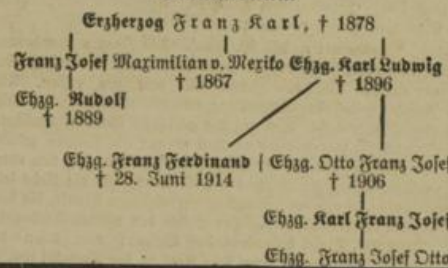 Erzherzog Franz Karl, † 1878
Franz Josef Maximilian v. Mexiko Ehzg. Karl Ludwig
† 1867 † 1896
Ehzg. Rudolf
† 1889
Ehzg. Franz Ferdinand | Ehzg. Otto Franz Josef
† 28. Juni 1914 † 1906
Ehzg. Karl Franz Josef
Ehzg. Franz Josef Otto